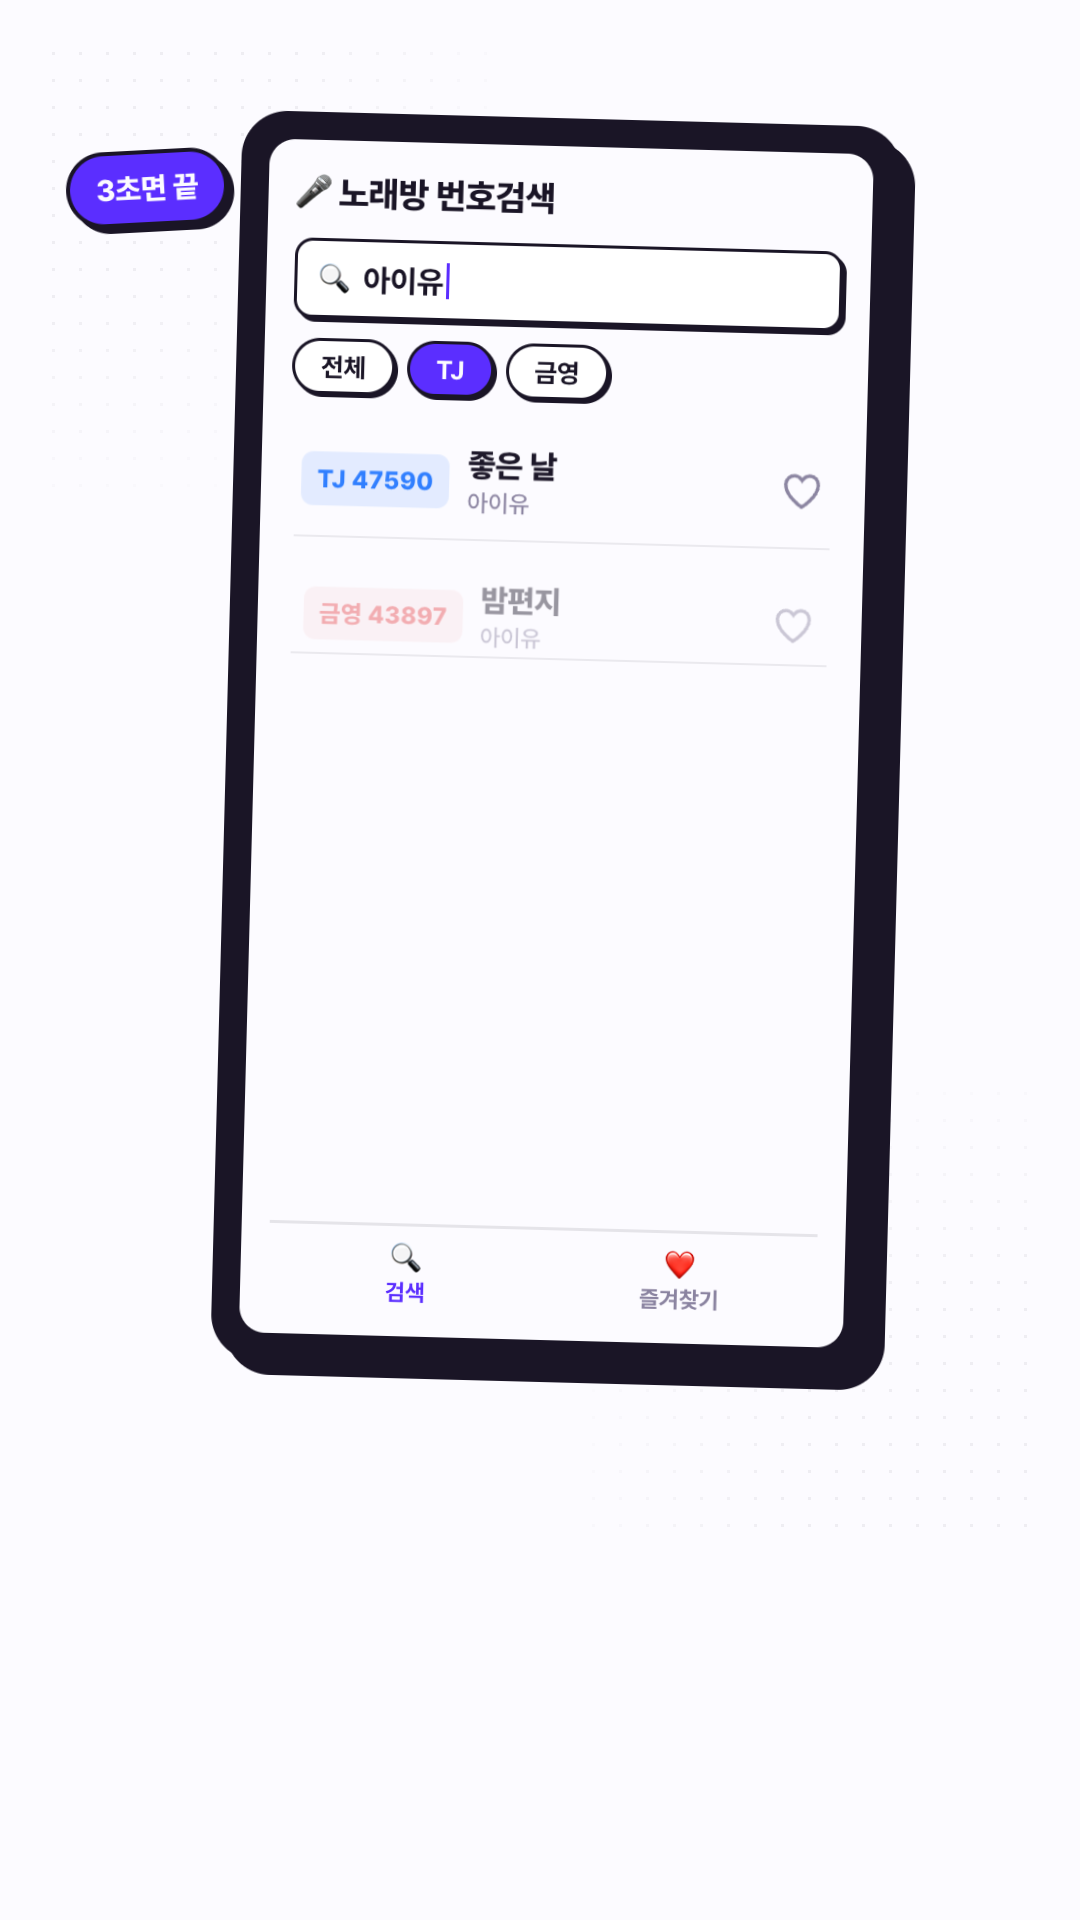 3초면 끝
🎤 노래방 번호검색
🔍 아이유
전체
TJ
금영
TJ 47590
좋은 날
아이유
금영 43897
밤편지
아이유
🔍
검색
❤️
즐겨찾기